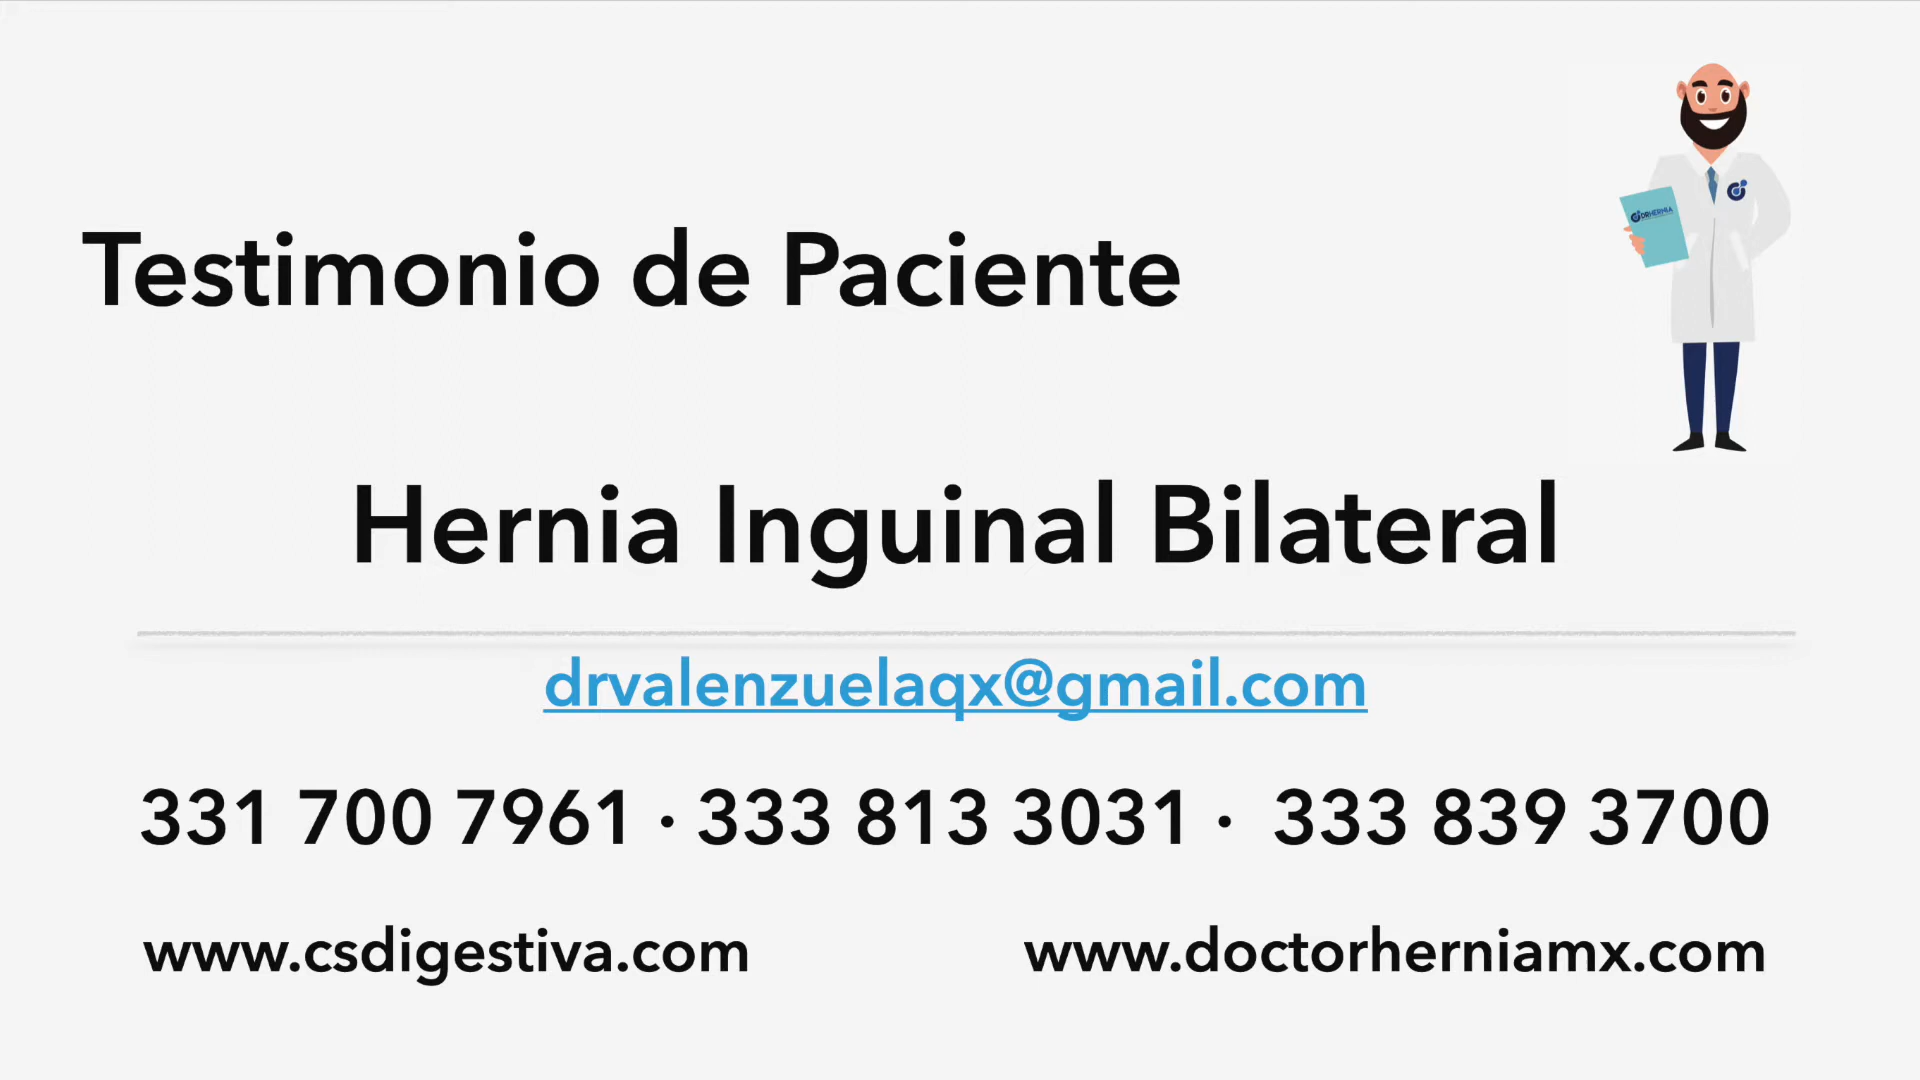 Testimonio de Paciente
DRHERNIA
Hernia Inguinal Bilateral
drvalenzuelaqx@gmail.com
331 700 7961 · 333 813 3031 · 333 839 3700
www.csdigestiva.com
www.doctorherniamx.com